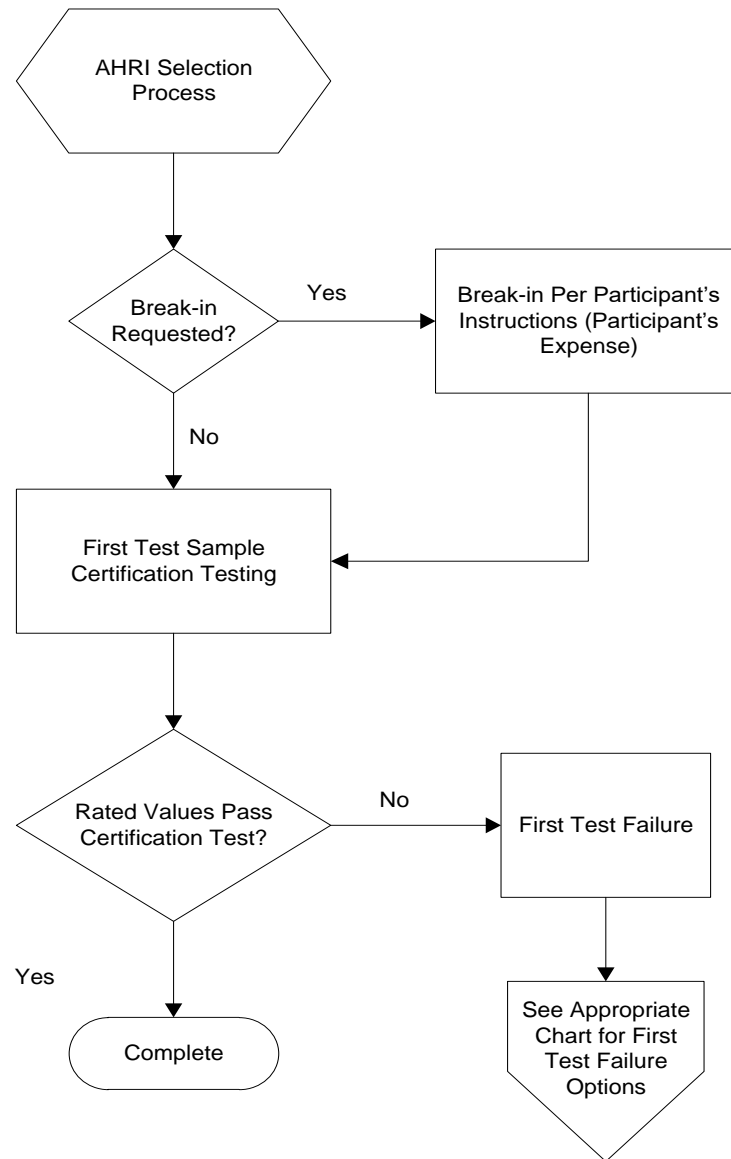 AHRI Selection
Process
Break-in
Requested?
Yes
Break-in Per Participant's
Instructions (Participant's
Expense)
No
First Test Sample
Certification Testing
Rated Values Pass
Certification Test?
No
First Test Failure
Yes
Complete
See Appropriate
Chart for First
Test Failure
Options